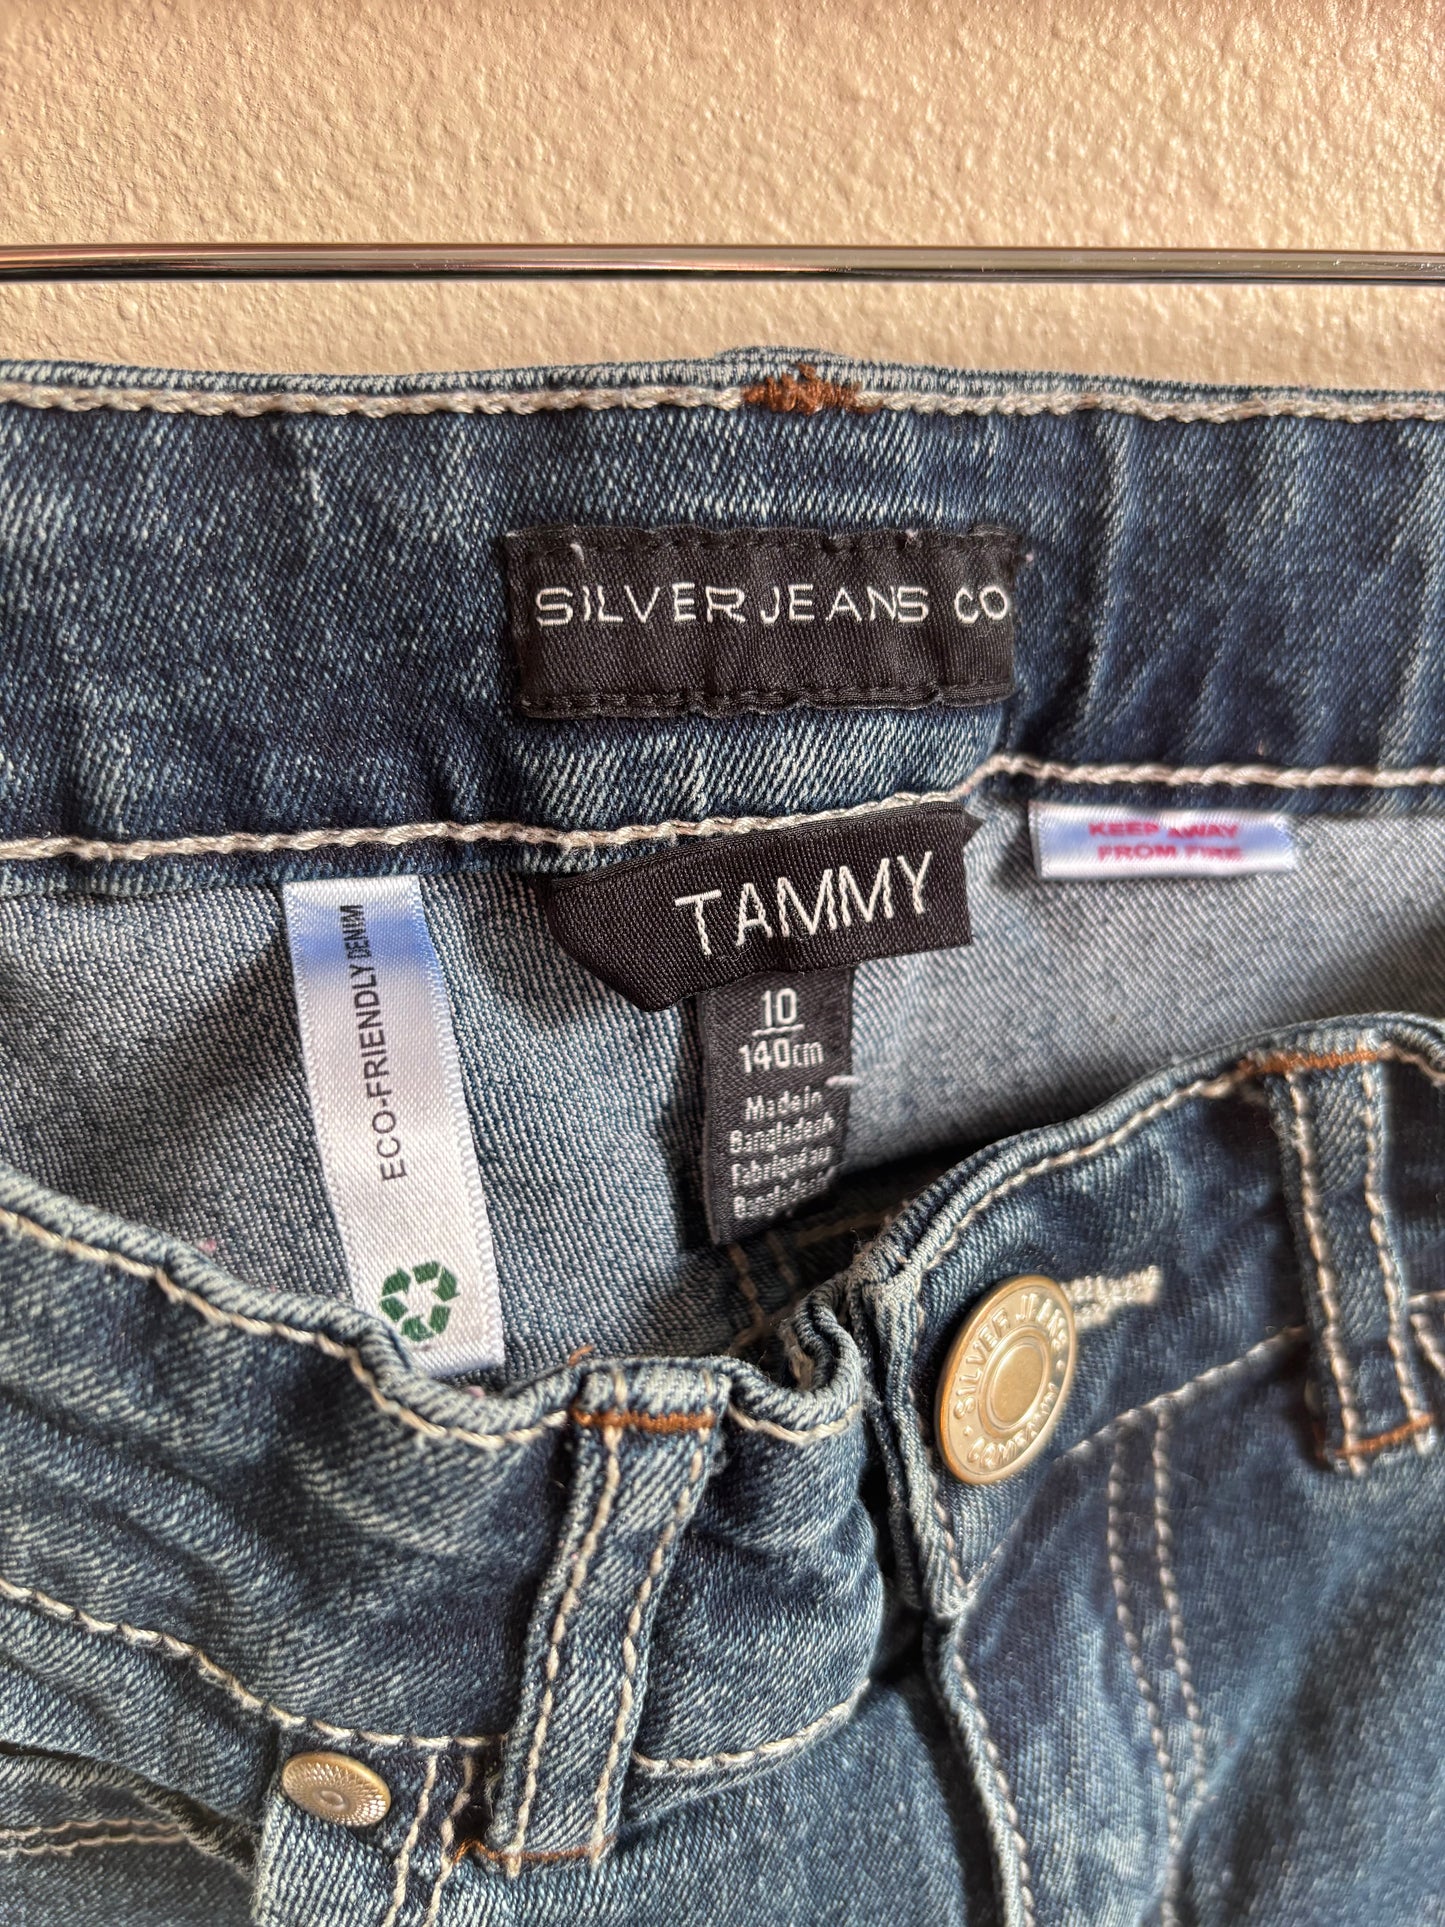 SILVER JEANS CO
TAMMY
KEEP AWAY
FROM FIRE
ECO-FRIENDLY DENIM
10
140cm
Made in
Bangladesh
Fabriqué au
Bangladesh
SILVER JEANS
COMPANY